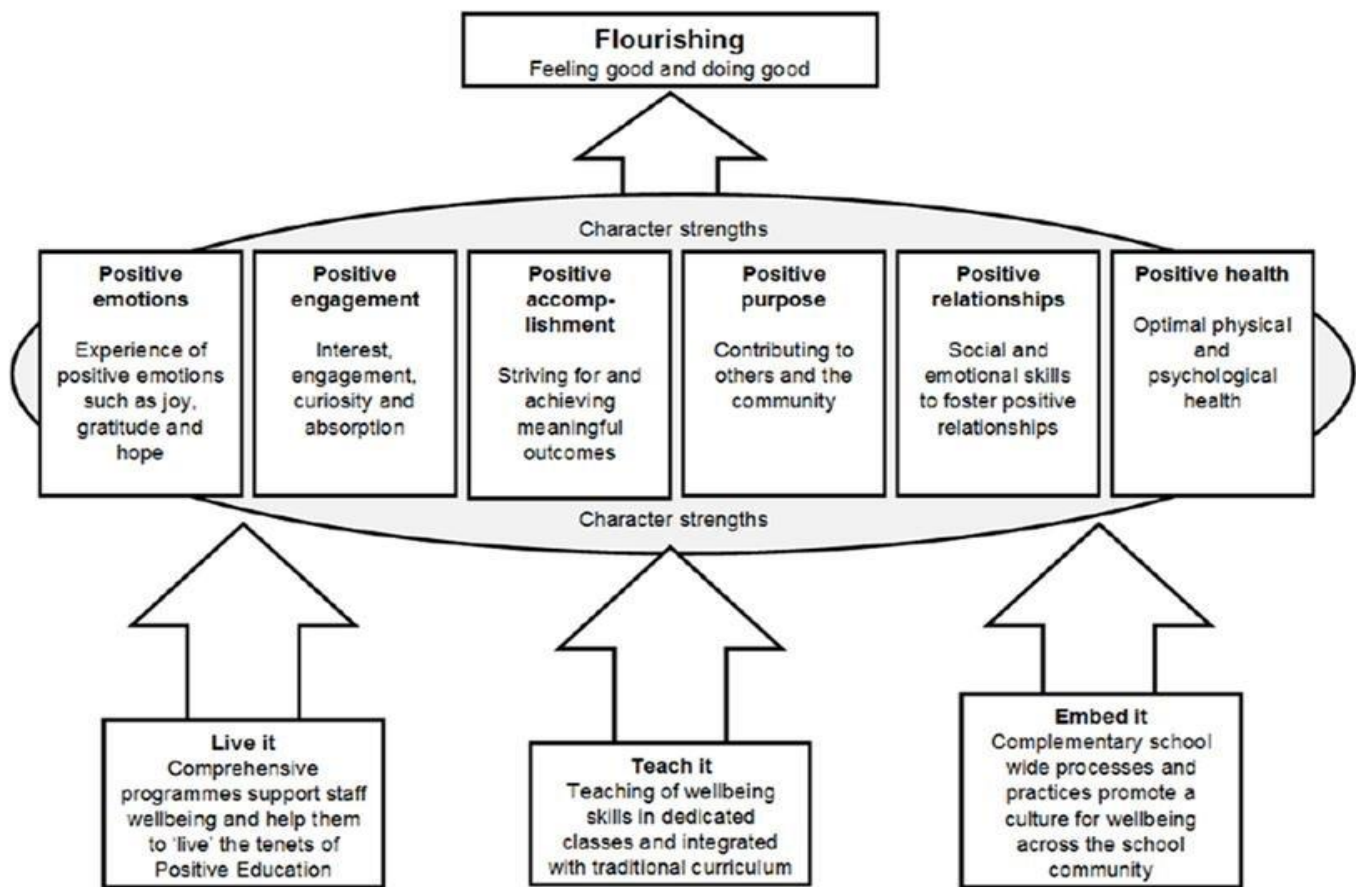 Flourishing
Feeling good and doing good
Character strengths
Positive
emotions
Experience of
positive emotions
such as joy,
gratitude and
hope
Positive
engagement
Interest,
engagement,
curiosity and
absorption
Positive
accomp-
lishment
Striving for and
achieving
meaningful
outcomes
Positive
purpose
Contributing to
others and the
community
Positive
relationships
Social and
emotional skills
to foster positive
relationships
Positive health
Optimal physical
and
psychological
health
Character strengths
Live it
Comprehensive
programmes support staff
wellbeing and help them
to ‘live’ the tenets of
Positive Education
Teach it
Teaching of wellbeing
skills in dedicated
classes and integrated
with traditional curriculum
Embed it
Complementary school
wide processes and
practices promote a
culture for wellbeing
across the school
community